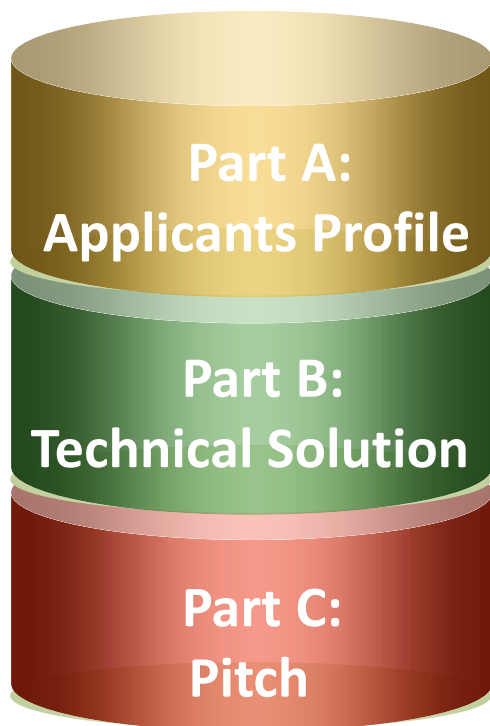 Part A:
Applicants Profile
Part B:
Technical Solution
Part C:
Pitch